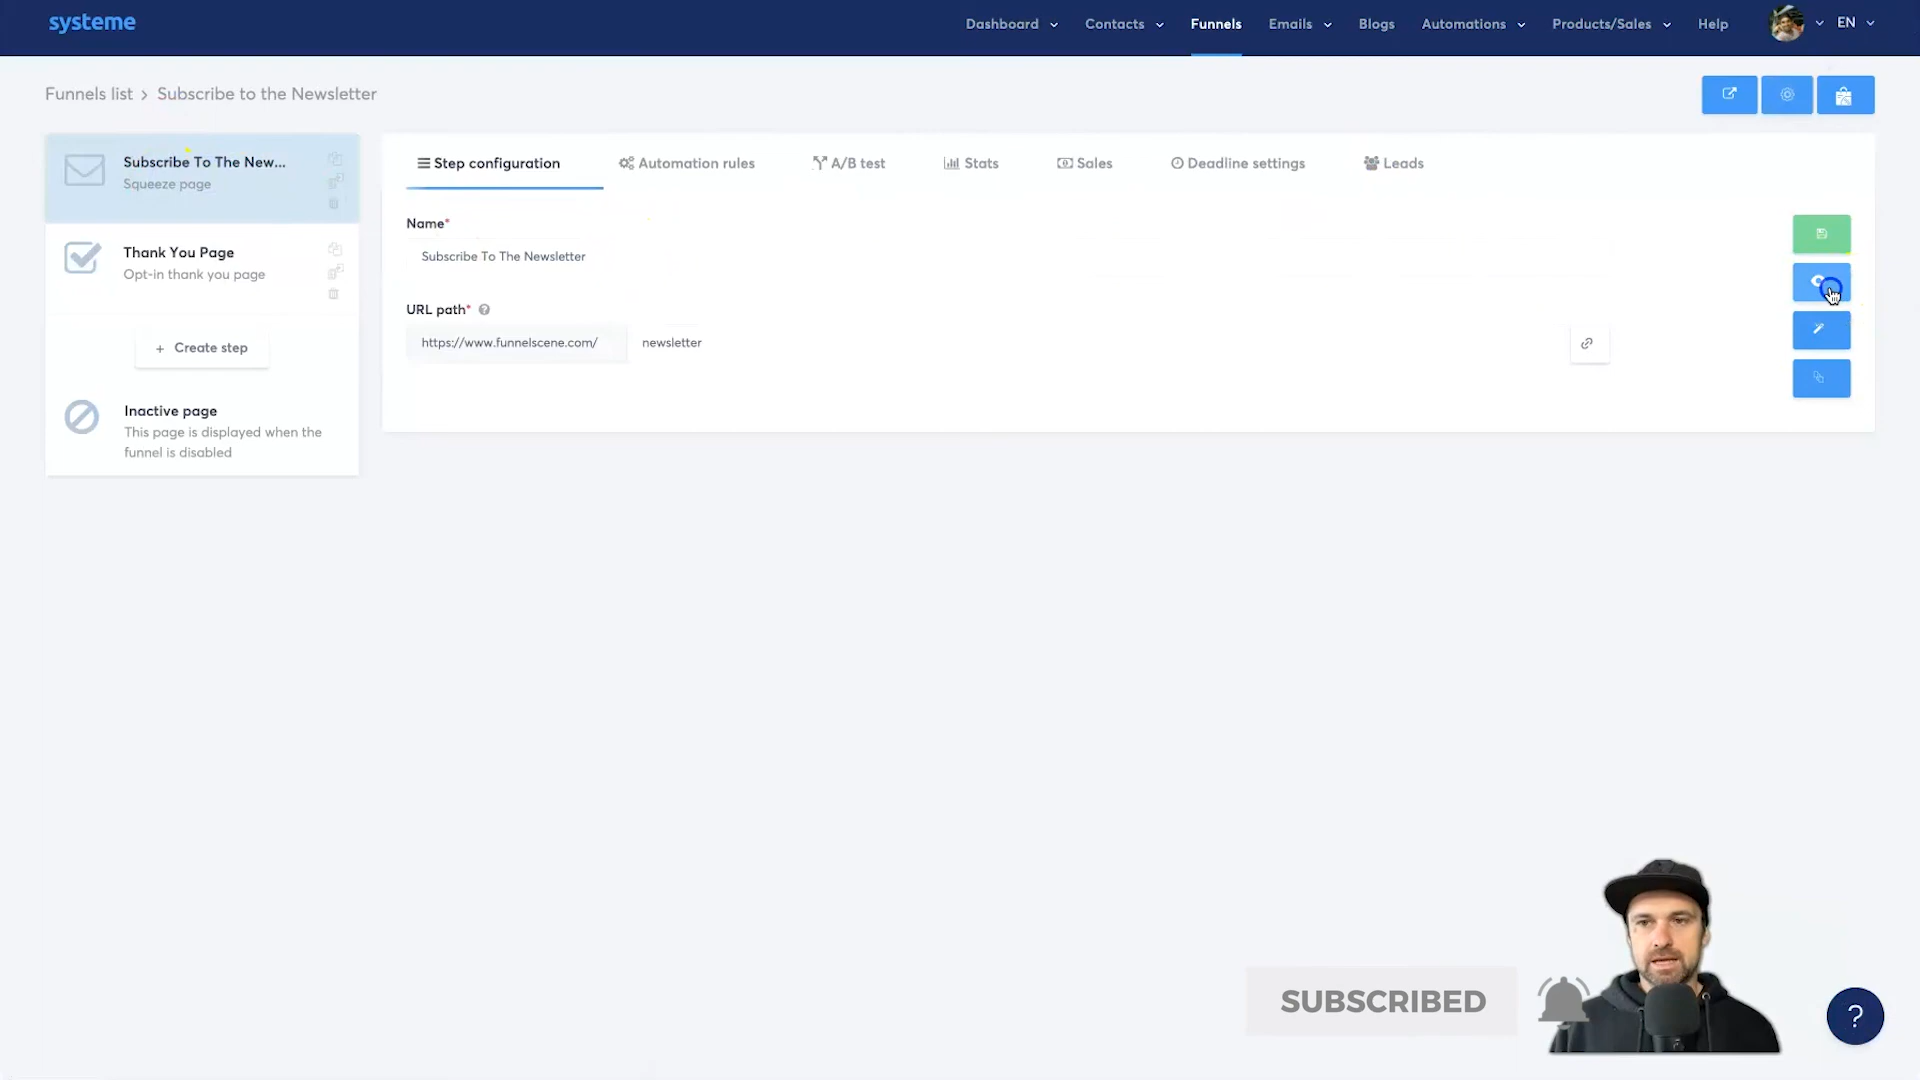 systeme
Dashboard
Contacts
Funnels
Emails
Blogs
Automations
Products/Sales
Help
EN
Funnels list > Subscribe to the Newsletter
Subscribe To The New...
Squeeze page
Thank You Page
Opt-in thank you page
+ Create step
Inactive page
This page is displayed when the
funnel is disabled
Step configuration
Automation rules
A/B test
Stats
Sales
Deadline settings
Leads
Name*
Subscribe To The Newsletter
URL path* ?
https://www.funnelscene.com/
newsletter
SUBSCRIBED
?